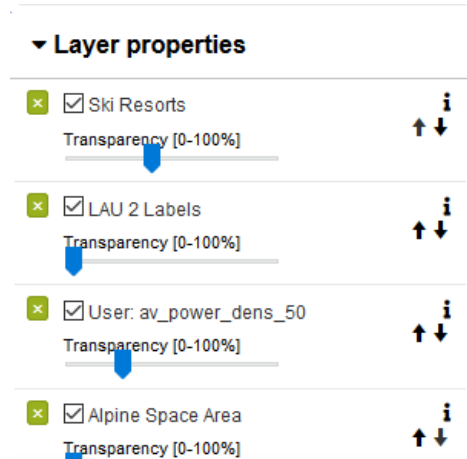 Layer properties
Ski Resorts
Transparency [0-100%]
LAU 2 Labels
Transparency [0-100%]
User: av_power_dens_50
Transparency [0-100%]
Alpine Space Area
Transparency [0-100%]